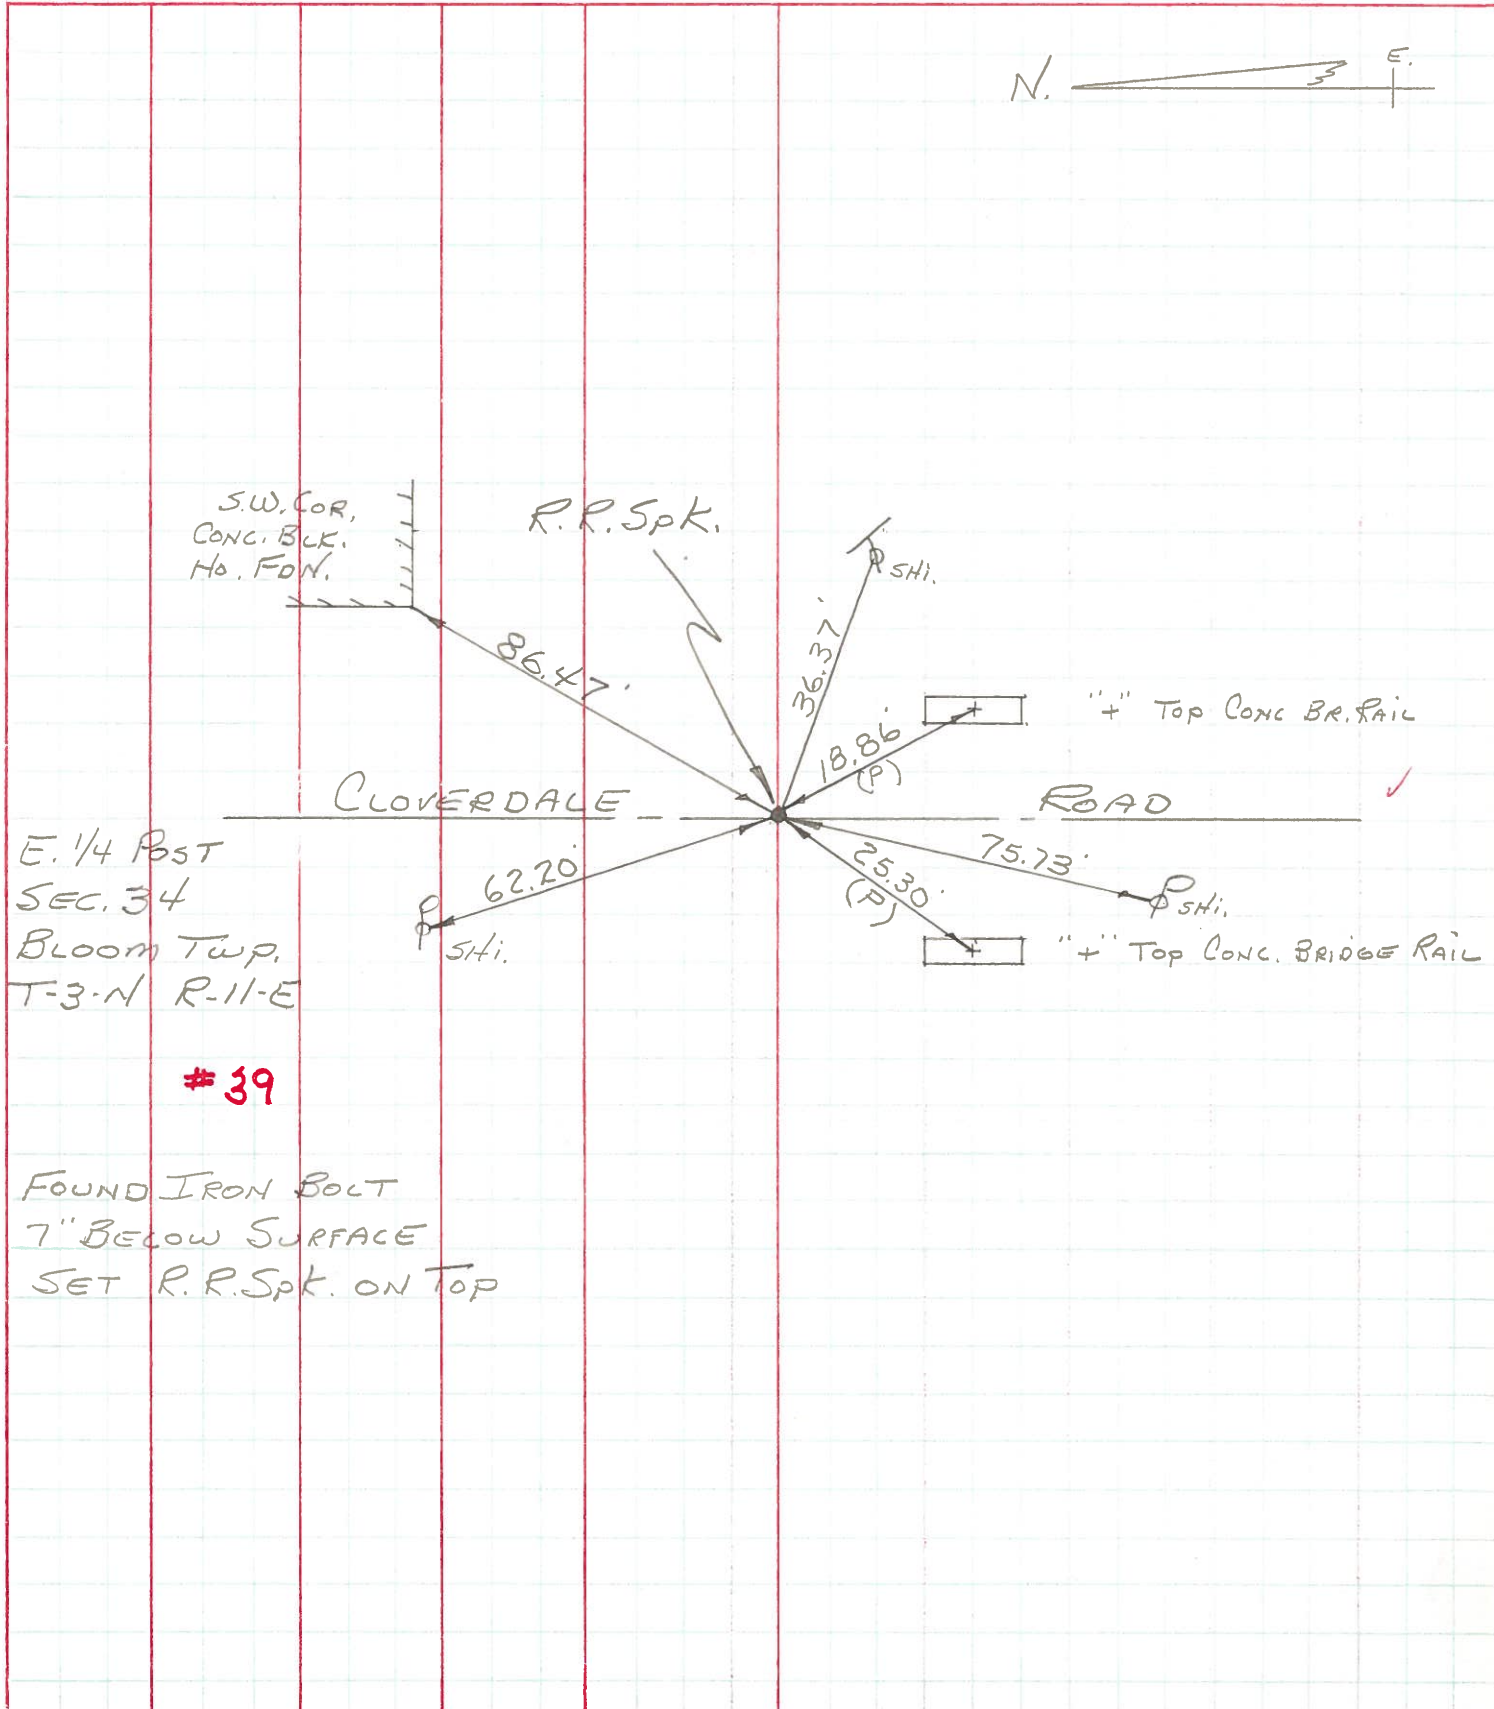 N.
E.
S.W. COR,
CONC. BLK.
HO. FDN.
R.R. SPK.
SHI.
86.47'
36.37'
"+" TOP CONC BR. RAIL
18.86'
(P)
CLOVERDALE ROAD
E. 1/4 POST
SEC. 34
BLOOM TWP.
T-3-N R-11-E
62.20'
SHI.
25.30'
(P)
75.73'
SHI.
"+" TOP CONC. BRIDGE RAIL
#39
FOUND IRON BOLT
7" BELOW SURFACE
SET R.R. SPK. ON TOP